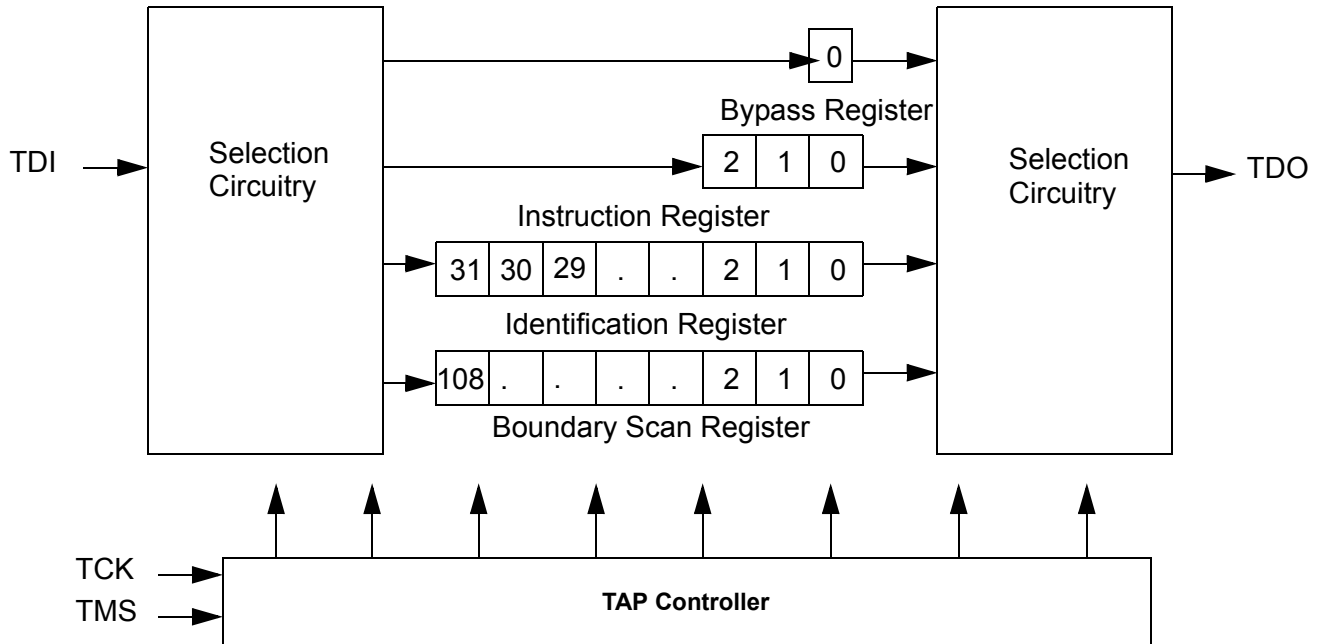 0
Bypass Register
TDI
Selection
Circuitry
2 1 0
Selection
Circuitry
TDO
Instruction Register
31 30 29 . . 2 1 0
Identification Register
108 . . . . 2 1 0
Boundary Scan Register
TCK
TMS
TAP Controller